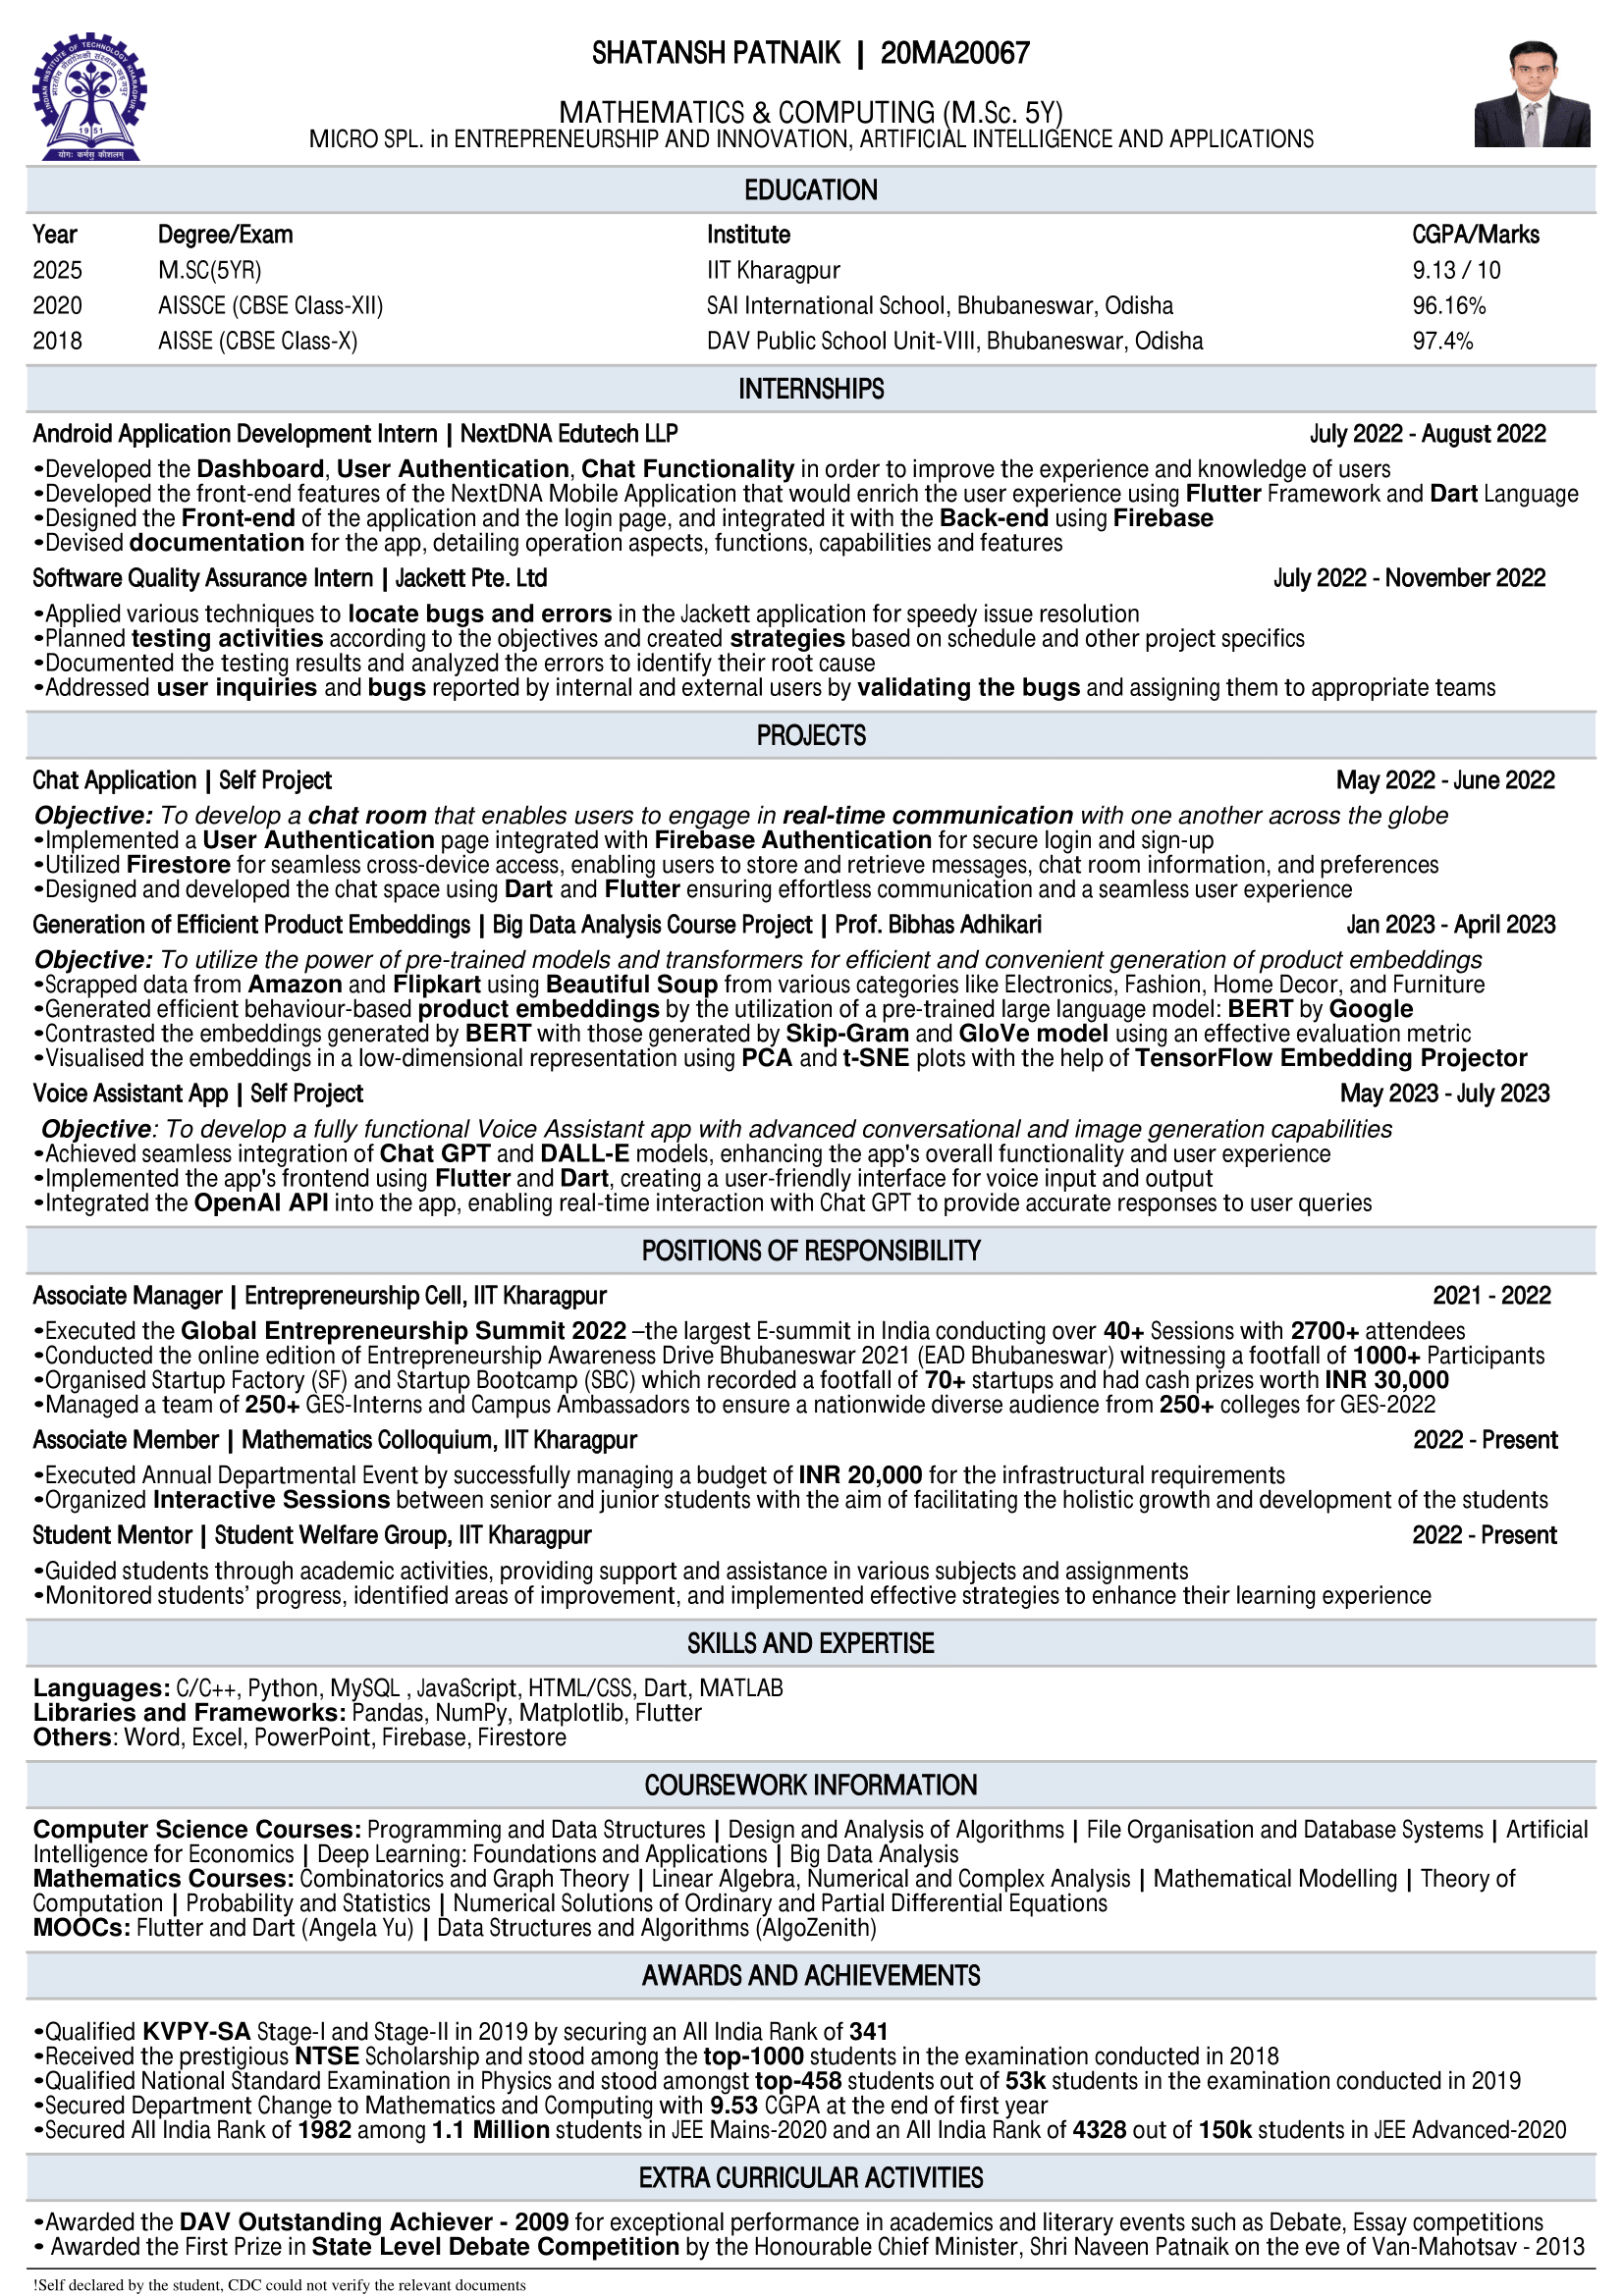 SHATANSH PATNAIK | 20MA20067
INDIAN INSTITUTE OF TECHNOLOGY KHARAGPUR
भारतीय प्रौद्योगिकी संस्थान खड़गपुर
1951
योगः कर्मसु कौशलम्
MATHEMATICS & COMPUTING (M.Sc. 5Y)
MICRO SPL. in ENTREPRENEURSHIP AND INNOVATION, ARTIFICIAL INTELLIGENCE AND APPLICATIONS
EDUCATION
Year Degree/Exam Institute CGPA/Marks
2025 M.SC(5YR) IIT Kharagpur 9.13 / 10
2020 AISSCE (CBSE Class-XII) SAI International School, Bhubaneswar, Odisha 96.16%
2018 AISSE (CBSE Class-X) DAV Public School Unit-VIII, Bhubaneswar, Odisha 97.4%
INTERNSHIPS
Android Application Development Intern | NextDNA Edutech LLP July 2022 - August 2022
•Developed the Dashboard, User Authentication, Chat Functionality in order to improve the experience and knowledge of users
•Developed the front-end features of the NextDNA Mobile Application that would enrich the user experience using Flutter Framework and Dart Language
•Designed the Front-end of the application and the login page, and integrated it with the Back-end using Firebase
•Devised documentation for the app, detailing operation aspects, functions, capabilities and features
Software Quality Assurance Intern | Jackett Pte. Ltd July 2022 - November 2022
•Applied various techniques to locate bugs and errors in the Jackett application for speedy issue resolution
•Planned testing activities according to the objectives and created strategies based on schedule and other project specifics
•Documented the testing results and analyzed the errors to identify their root cause
•Addressed user inquiries and bugs reported by internal and external users by validating the bugs and assigning them to appropriate teams
PROJECTS
Chat Application | Self Project May 2022 - June 2022
Objective: To develop a chat room that enables users to engage in real-time communication with one another across the globe
•Implemented a User Authentication page integrated with Firebase Authentication for secure login and sign-up
•Utilized Firestore for seamless cross-device access, enabling users to store and retrieve messages, chat room information, and preferences
•Designed and developed the chat space using Dart and Flutter ensuring effortless communication and a seamless user experience
Generation of Efficient Product Embeddings | Big Data Analysis Course Project | Prof. Bibhas Adhikari Jan 2023 - April 2023
Objective: To utilize the power of pre-trained models and transformers for efficient and convenient generation of product embeddings
•Scrapped data from Amazon and Flipkart using Beautiful Soup from various categories like Electronics, Fashion, Home Decor, and Furniture
•Generated efficient behaviour-based product embeddings by the utilization of a pre-trained large language model: BERT by Google
•Contrasted the embeddings generated by BERT with those generated by Skip-Gram and GloVe model using an effective evaluation metric
•Visualised the embeddings in a low-dimensional representation using PCA and t-SNE plots with the help of TensorFlow Embedding Projector
Voice Assistant App | Self Project May 2023 - July 2023
Objective: To develop a fully functional Voice Assistant app with advanced conversational and image generation capabilities
•Achieved seamless integration of Chat GPT and DALL-E models, enhancing the app's overall functionality and user experience
•Implemented the app's frontend using Flutter and Dart, creating a user-friendly interface for voice input and output
•Integrated the OpenAI API into the app, enabling real-time interaction with Chat GPT to provide accurate responses to user queries
POSITIONS OF RESPONSIBILITY
Associate Manager | Entrepreneurship Cell, IIT Kharagpur 2021 - 2022
•Executed the Global Entrepreneurship Summit 2022 –the largest E-summit in India conducting over 40+ Sessions with 2700+ attendees
•Conducted the online edition of Entrepreneurship Awareness Drive Bhubaneswar 2021 (EAD Bhubaneswar) witnessing a footfall of 1000+ Participants
•Organised Startup Factory (SF) and Startup Bootcamp (SBC) which recorded a footfall of 70+ startups and had cash prizes worth INR 30,000
•Managed a team of 250+ GES-Interns and Campus Ambassadors to ensure a nationwide diverse audience from 250+ colleges for GES-2022
Associate Member | Mathematics Colloquium, IIT Kharagpur 2022 - Present
•Executed Annual Departmental Event by successfully managing a budget of INR 20,000 for the infrastructural requirements
•Organized Interactive Sessions between senior and junior students with the aim of facilitating the holistic growth and development of the students
Student Mentor | Student Welfare Group, IIT Kharagpur 2022 - Present
•Guided students through academic activities, providing support and assistance in various subjects and assignments
•Monitored students’ progress, identified areas of improvement, and implemented effective strategies to enhance their learning experience
SKILLS AND EXPERTISE
Languages: C/C++, Python, MySQL , JavaScript, HTML/CSS, Dart, MATLAB
Libraries and Frameworks: Pandas, NumPy, Matplotlib, Flutter
Others: Word, Excel, PowerPoint, Firebase, Firestore
COURSEWORK INFORMATION
Computer Science Courses: Programming and Data Structures | Design and Analysis of Algorithms | File Organisation and Database Systems | Artificial
Intelligence for Economics | Deep Learning: Foundations and Applications | Big Data Analysis
Mathematics Courses: Combinatorics and Graph Theory | Linear Algebra, Numerical and Complex Analysis | Mathematical Modelling | Theory of
Computation | Probability and Statistics | Numerical Solutions of Ordinary and Partial Differential Equations
MOOCs: Flutter and Dart (Angela Yu) | Data Structures and Algorithms (AlgoZenith)
AWARDS AND ACHIEVEMENTS
•Qualified KVPY-SA Stage-I and Stage-II in 2019 by securing an All India Rank of 341
•Received the prestigious NTSE Scholarship and stood among the top-1000 students in the examination conducted in 2018
•Qualified National Standard Examination in Physics and stood amongst top-458 students out of 53k students in the examination conducted in 2019
•Secured Department Change to Mathematics and Computing with 9.53 CGPA at the end of first year
•Secured All India Rank of 1982 among 1.1 Million students in JEE Mains-2020 and an All India Rank of 4328 out of 150k students in JEE Advanced-2020
EXTRA CURRICULAR ACTIVITIES
•Awarded the DAV Outstanding Achiever - 2009 for exceptional performance in academics and literary events such as Debate, Essay competitions
• Awarded the First Prize in State Level Debate Competition by the Honourable Chief Minister, Shri Naveen Patnaik on the eve of Van-Mahotsav - 2013
!Self declared by the student, CDC could not verify the relevant documents